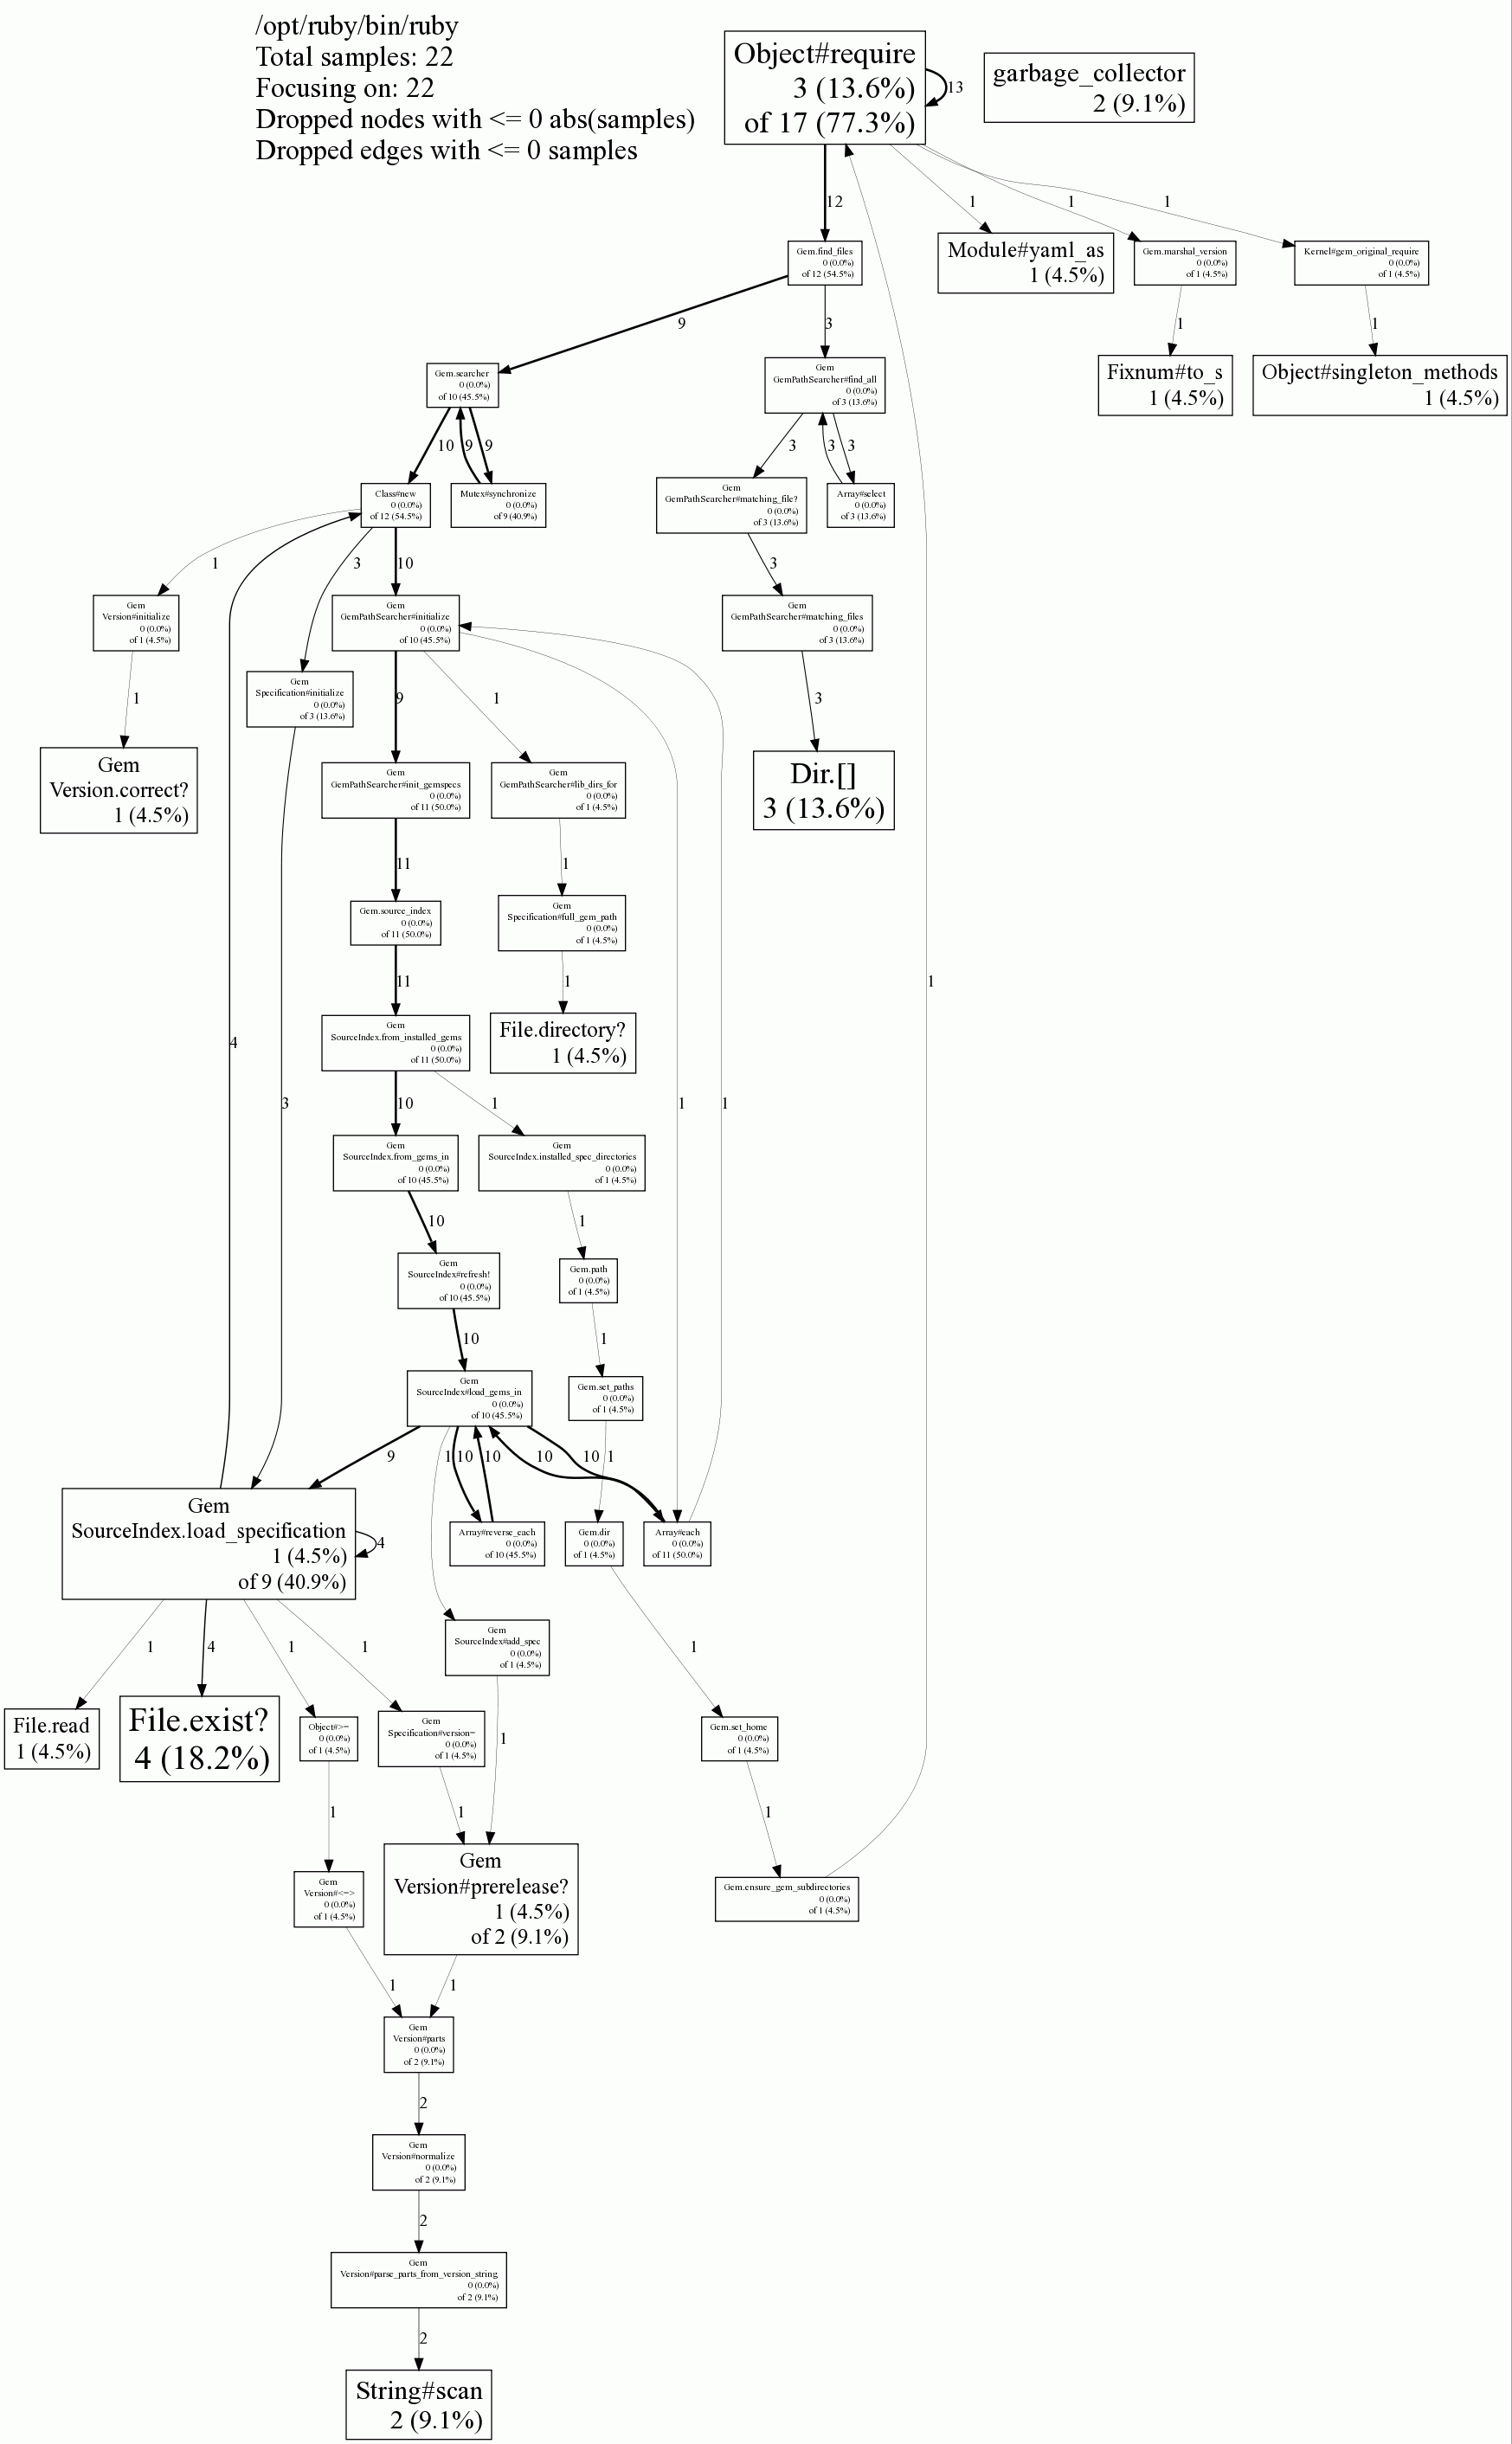 /opt/ruby/bin/ruby
Total samples: 22
Focusing on: 22
Dropped nodes with <= 0 abs(samples)
Dropped edges with <= 0 samples
Object#require
3 (13.6%)
of 17 (77.3%)
13
garbage_collector
2 (9.1%)
12
1
1
1
Gem.find_files
0 (0.0%)
of 12 (54.5%)
Module#yaml_as
1 (4.5%)
Gem.marshal_version
0 (0.0%)
of 1 (4.5%)
Kernel#gem_original_require
0 (0.0%)
of 1 (4.5%)
9
3
1
1
Gem.searcher
0 (0.0%)
of 10 (45.5%)
Gem
GemPathSearcher#find_all
0 (0.0%)
of 3 (13.6%)
Fixnum#to_s
1 (4.5%)
Object#singleton_methods
1 (4.5%)
10
9
9
3
3
3
Class#new
0 (0.0%)
of 12 (54.5%)
Mutex#synchronize
0 (0.0%)
of 9 (40.9%)
Gem
GemPathSearcher#matching_file?
0 (0.0%)
of 3 (13.6%)
Array#select
0 (0.0%)
of 3 (13.6%)
1
3
10
3
Gem
Version#initialize
0 (0.0%)
of 1 (4.5%)
Gem
GemPathSearcher#initialize
0 (0.0%)
of 10 (45.5%)
Gem
GemPathSearcher#matching_files
0 (0.0%)
of 3 (13.6%)
Gem
Specification#initialize
0 (0.0%)
of 3 (13.6%)
1
9
1
3
Gem
Version.correct?
1 (4.5%)
Gem
GemPathSearcher#init_gemspecs
0 (0.0%)
of 11 (50.0%)
Gem
GemPathSearcher#lib_dirs_for
0 (0.0%)
of 1 (4.5%)
Dir.[]
3 (13.6%)
11
1
Gem.source_index
0 (0.0%)
of 11 (50.0%)
Gem
Specification#full_gem_path
0 (0.0%)
of 1 (4.5%)
11
1
1
Gem
SourceIndex.from_installed_gems
0 (0.0%)
of 11 (50.0%)
File.directory?
1 (4.5%)
4
3
10
1
1
1
Gem
SourceIndex.from_gems_in
0 (0.0%)
of 10 (45.5%)
Gem
SourceIndex.installed_spec_directories
0 (0.0%)
of 1 (4.5%)
10
1
Gem
SourceIndex#refresh!
0 (0.0%)
of 10 (45.5%)
Gem.path
0 (0.0%)
of 1 (4.5%)
10
1
Gem
SourceIndex#load_gems_in
0 (0.0%)
of 10 (45.5%)
Gem.set_paths
0 (0.0%)
of 1 (4.5%)
9
1
10
10
10
10
1
Gem
SourceIndex.load_specification
1 (4.5%)
of 9 (40.9%)
4
Array#reverse_each
0 (0.0%)
of 10 (45.5%)
Gem.dir
0 (0.0%)
of 1 (4.5%)
Array#each
0 (0.0%)
of 11 (50.0%)
1
4
1
1
Gem
SourceIndex#add_spec
0 (0.0%)
of 1 (4.5%)
1
File.read
1 (4.5%)
File.exist?
4 (18.2%)
Object#>=
0 (0.0%)
of 1 (4.5%)
Gem
Specification#version=
0 (0.0%)
of 1 (4.5%)
1
Gem.set_home
0 (0.0%)
of 1 (4.5%)
1
1
1
Gem
Version#<=>
0 (0.0%)
of 1 (4.5%)
Gem
Version#prerelease?
1 (4.5%)
of 2 (9.1%)
Gem.ensure_gem_subdirectories
0 (0.0%)
of 1 (4.5%)
1
1
Gem
Version#parts
0 (0.0%)
of 2 (9.1%)
2
Gem
Version#normalize
0 (0.0%)
of 2 (9.1%)
2
Gem
Version#parse_parts_from_version_string
0 (0.0%)
of 2 (9.1%)
2
String#scan
2 (9.1%)